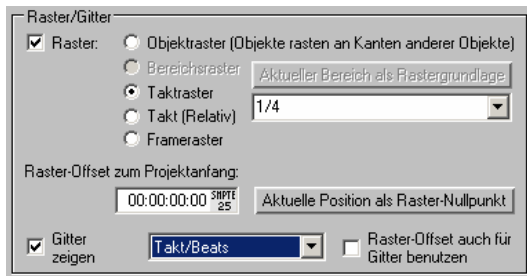 Raster/Gitter
Raster:
Objektraster (Objekte rasten an Kanten anderer Objekte)
Bereichsraster
Aktueller Bereich als Rastergrundlage
Taktraster
1/4
Takt (Relativ)
Frameraster
Raster-Offset zum Projektanfang:
00:00:00:00 SMPTE 25
Aktuelle Position als Raster-Nullpunkt
Gitter zeigen
Takt/Beats
Raster-Offset auch für
Gitter benutzen